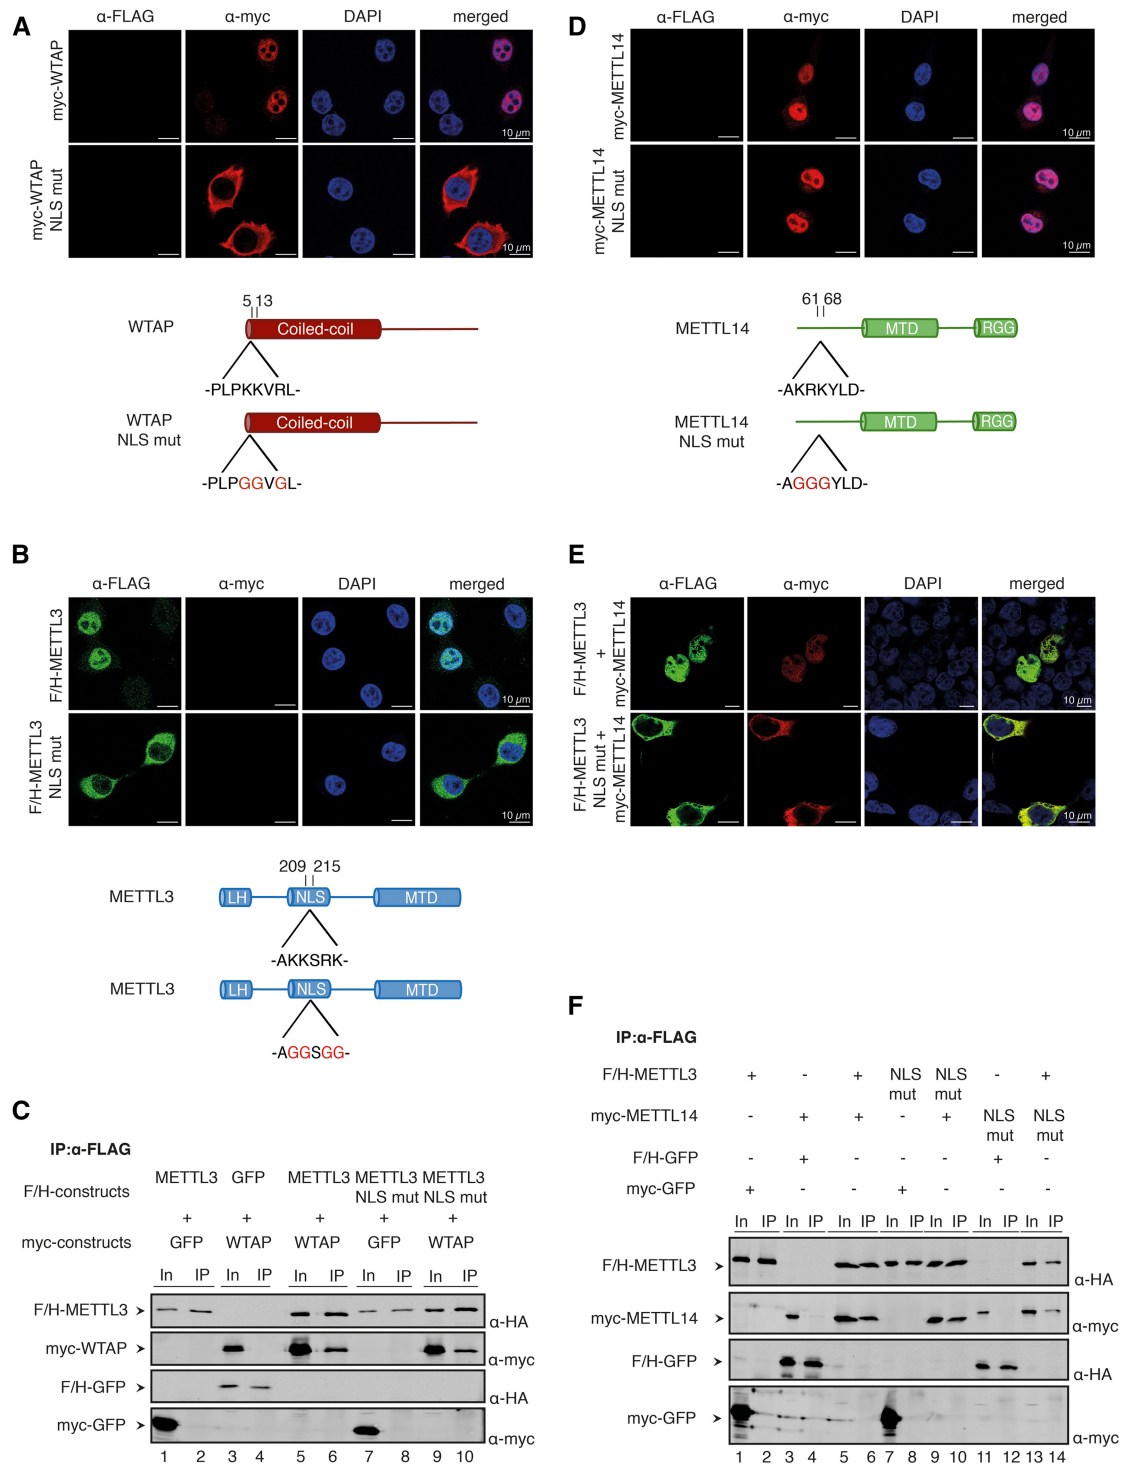 A
α-FLAG α-myc DAPI merged
myc-WTAP
10 µm
myc-WTAP
NLS mut
10 µm
5 13
WTAP Coiled-coil
-PLPKKVRL-
WTAP
NLS mut
Coiled-coil
-PLPGGVGL-
D
α-FLAG α-myc DAPI merged
myc-METTL14
10 µm
myc-METTL14
NLS mut
10 µm
61 68
METTL14 MTD RGG
-AKRKYLD-
METTL14
NLS mut
MTD RGG
-AGGGYLD-
B
α-FLAG α-myc DAPI merged
F/H-METTL3
10 µm
F/H-METTL3
NLS mut
10 µm
209 215
METTL3 LH NLS MTD
-AKKSRK-
METTL3 LH NLS MTD
-AGGSGG-
E
α-FLAG α-myc DAPI merged
F/H-METTL3
+
myc-METTL14
10 µm
F/H-METTL3
NLS mut +
myc-METTL14
10 µm
C
IP:α-FLAG
F/H-constructs METTL3 GFP METTL3 METTL3 NLS mut METTL3 NLS mut
+ + + + +
myc-constructs GFP WTAP WTAP GFP WTAP
In IP In IP In IP In IP In IP
F/H-METTL3 α-HA
myc-WTAP α-myc
F/H-GFP α-HA
myc-GFP α-myc
1 2 3 4 5 6 7 8 9 10
F
IP:α-FLAG
F/H-METTL3 + - + NLS mut NLS mut - +
myc-METTL14 - + + - + NLS mut NLS mut
F/H-GFP - + - - - + -
myc-GFP + - - + - - -
In IP In IP In IP In IP In IP In IP In IP
F/H-METTL3 α-HA
myc-METTL14 α-myc
F/H-GFP α-HA
myc-GFP α-myc
1 2 3 4 5 6 7 8 9 10 11 12 13 14